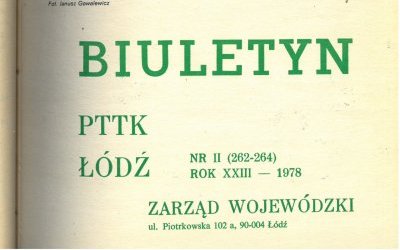 Fot. Janusz Gowalewicz
BIULETYN
PTTK
ŁÓDŹ
NR II (262-264)
ROK XXIII — 1978
ZARZĄD WOJEWÓDZKI
ul. Piotrkowska 102 a, 90-004 Łódź